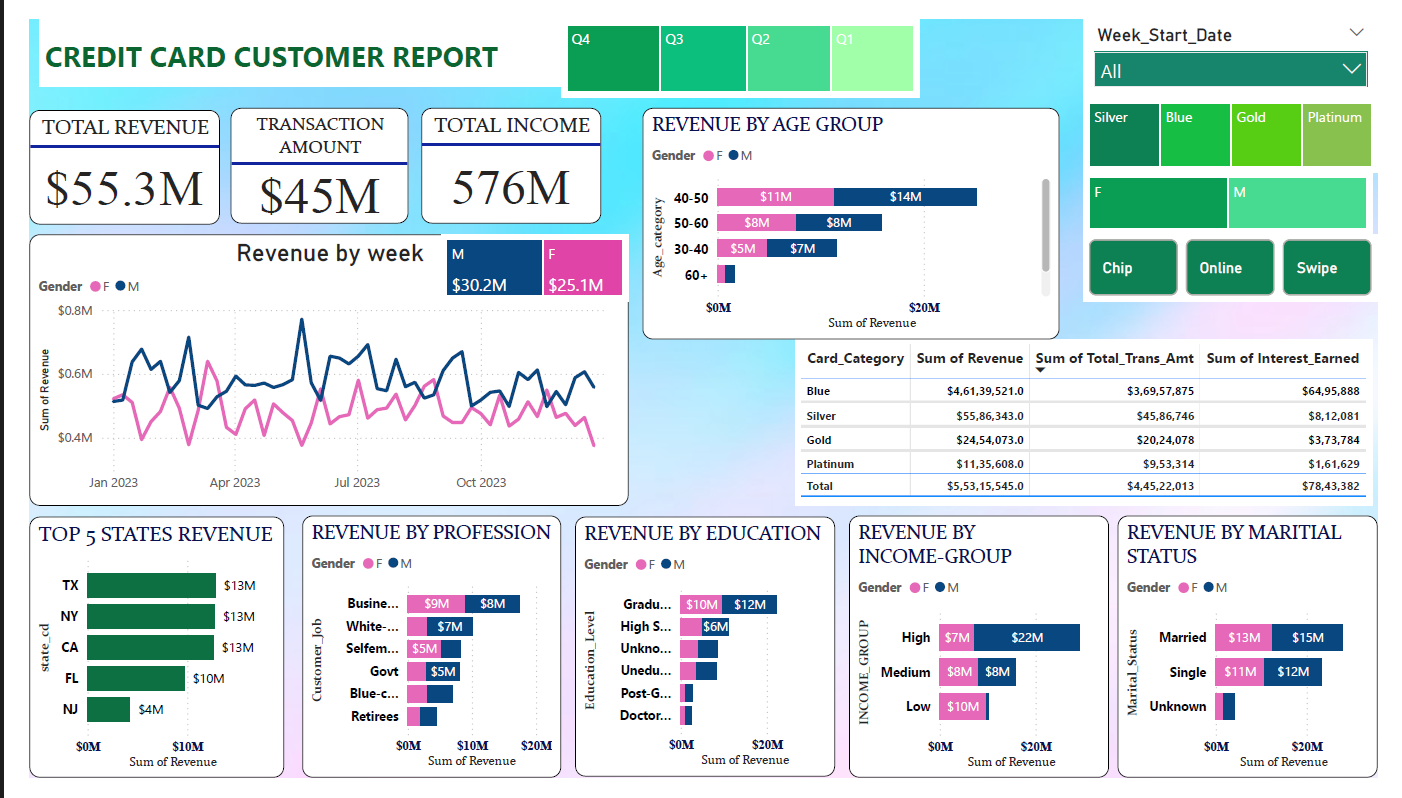 CREDIT CARD CUSTOMER REPORT
Q4 Q3 Q2 Q1
Week_Start_Date
All
Silver Blue Gold Platinum
F M
Chip Online Swipe
TOTAL REVENUE
$55.3M
TRANSACTION
AMOUNT
$45M
TOTAL INCOME
576M
REVENUE BY AGE GROUP
Gender F M
Age_category
40-50 $11M $14M
50-60 $8M $8M
30-40 $5M $7M
60+
$0M $20M
Sum of Revenue
Revenue by week
M F
$30.2M $25.1M
Gender F M
Sum of Revenue
$0.8M
$0.6M
$0.4M
Jan 2023 Apr 2023 Jul 2023 Oct 2023
Card_Category Sum of Revenue Sum of Total_Trans_Amt Sum of Interest_Earned
Blue $4,61,39,521.0 $3,69,57,875 $64,95,888
Silver $55,86,343.0 $45,86,746 $8,12,081
Gold $24,54,073.0 $20,24,078 $3,73,784
Platinum $11,35,608.0 $9,53,314 $1,61,629
Total $5,53,15,545.0 $4,45,22,013 $78,43,382
TOP 5 STATES REVENUE
state_cd
TX $13M
NY $13M
CA $13M
FL $10M
NJ $4M
$0M $10M
Sum of Revenue
REVENUE BY PROFESSION
Gender F M
Customer_Job
Busine... $9M $8M
White-... $7M
Selfem... $5M
Govt $5M
Blue-c...
Retirees
$0M $10M $20M
Sum of Revenue
REVENUE BY EDUCATION
Gender F M
Education_Level
Gradu... $10M $12M
High S... $6M
Unkno...
Unedu...
Post-G...
Doctor...
$0M $20M
Sum of Revenue
REVENUE BY
INCOME-GROUP
Gender F M
INCOME_GROUP
High $7M $22M
Medium $8M $8M
Low $10M
$0M $20M
Sum of Revenue
REVENUE BY MARITIAL
STATUS
Gender F M
Marital_Status
Married $13M $15M
Single $11M $12M
Unknown
$0M $20M
Sum of Revenue